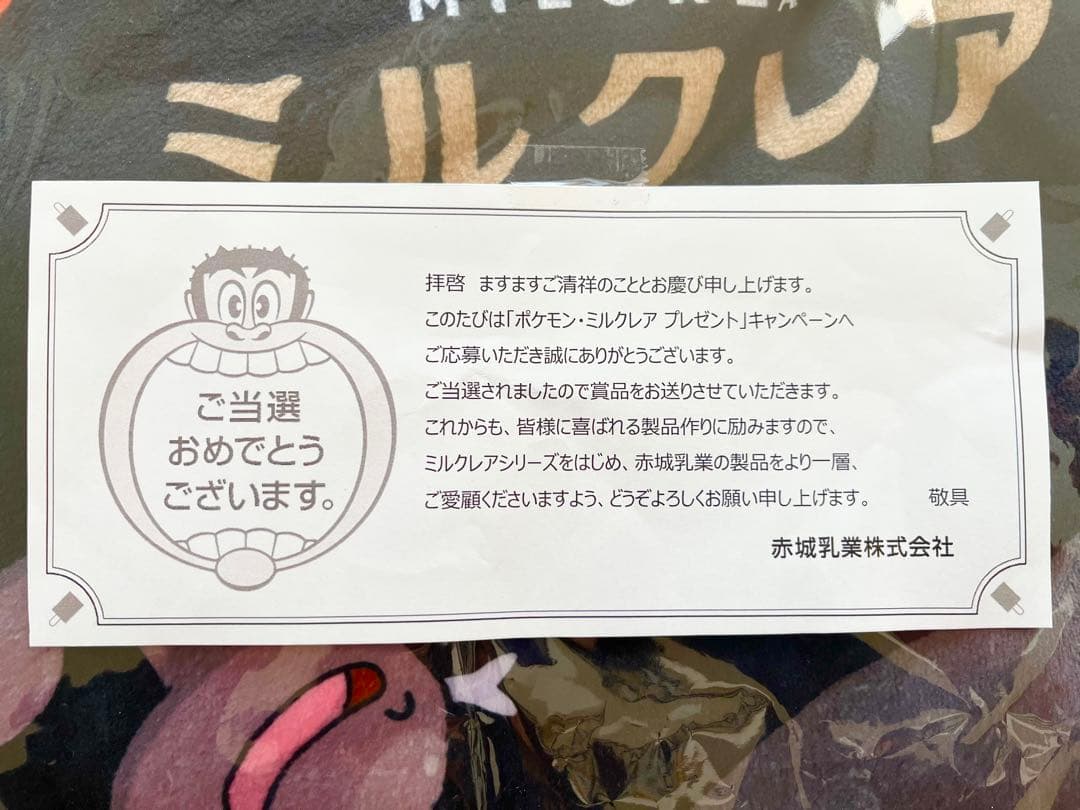 ミルクレア
ご当選
おめでとう
ございます。
拝啓 ますますご清祥のこととお慶び申し上げます。
このたびは「ポケモン・ミルクレア プレゼント」キャンペーンへ
ご応募いただき誠にありがとうございます。
ご当選されましたので賞品をお送りさせていただきます。
これからも、皆様に喜ばれる製品作りに励みますので、
ミルクレアシリーズをはじめ、赤城乳業の製品をより一層、
ご愛顧くださいますよう、どうぞよろしくお願い申し上げます。 敬具
赤城乳業株式会社